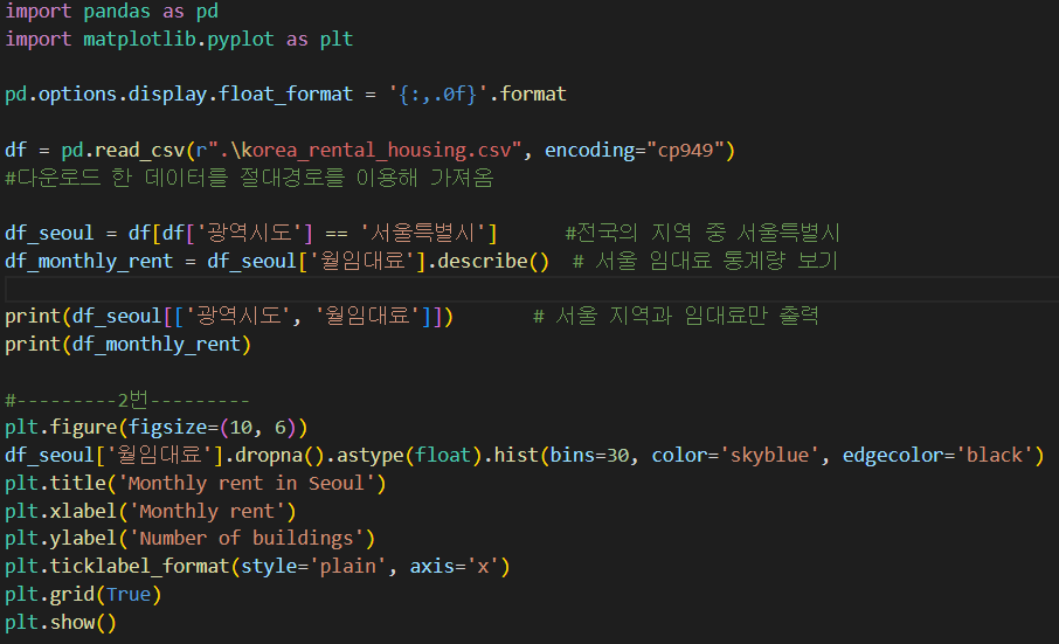 import pandas as pd
import matplotlib.pyplot as plt
pd.options.display.float_format = '{:,.0f}'.format
df = pd.read_csv(r".\korea_rental_housing.csv", encoding="cp949")
#다운로드 한 데이터를 절대경로를 이용해 가져옴
df_seoul = df[df['광역시도'] == '서울특별시']      #전국의 지역 중 서울특별시
df_monthly_rent = df_seoul['월임대료'].describe()  # 서울 임대료 통계량 보기
print(df_seoul[['광역시도', '월임대료']])       # 서울 지역과 임대료만 출력
print(df_monthly_rent)
#---------2번---------
plt.figure(figsize=(10, 6))
df_seoul['월임대료'].dropna().astype(float).hist(bins=30, color='skyblue', edgecolor='black')
plt.title('Monthly rent in Seoul')
plt.xlabel('Monthly rent')
plt.ylabel('Number of buildings')
plt.ticklabel_format(style='plain', axis='x')
plt.grid(True)
plt.show()